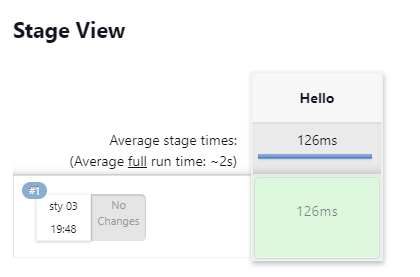 Stage View
Hello
Average stage times:
126ms
(Average full run time: ~2s)
#1
sty 03
19:48
No
Changes
126ms